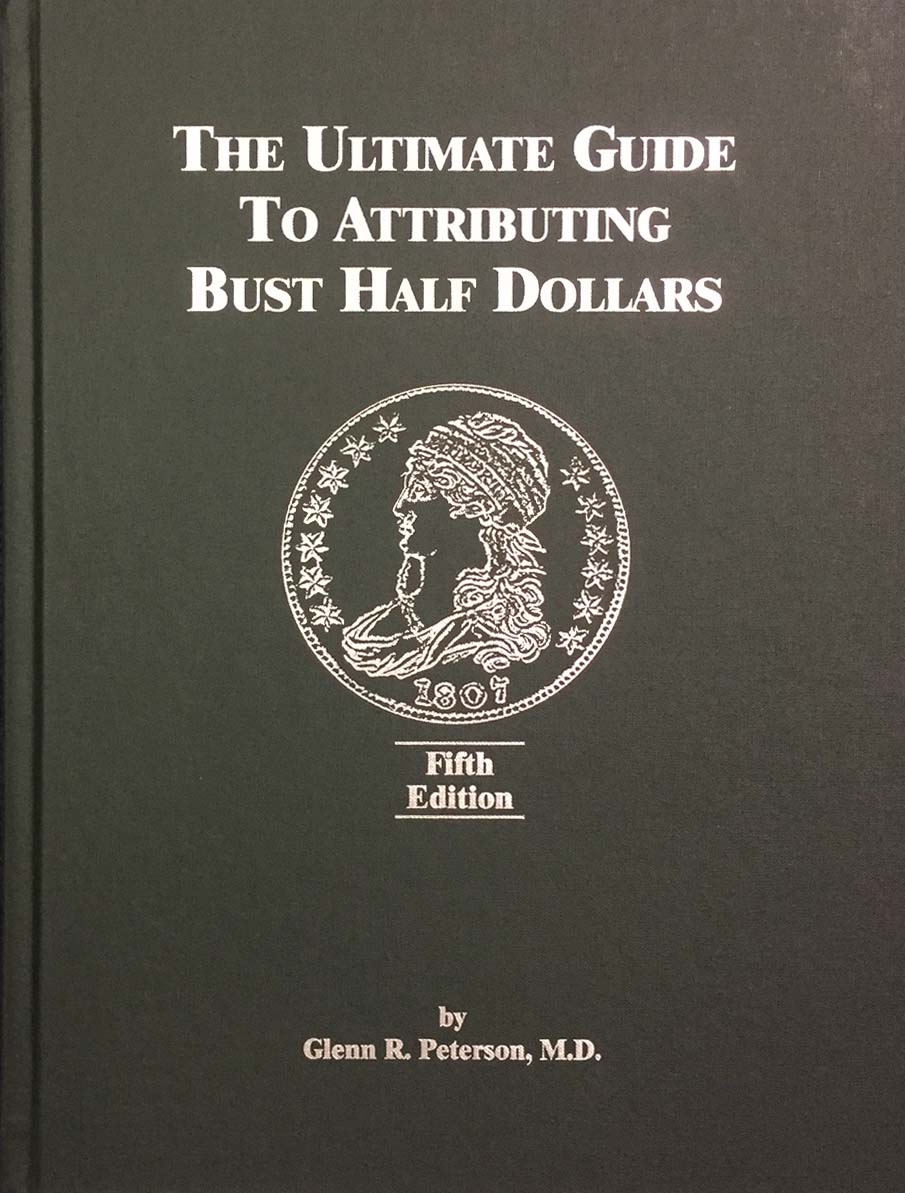 THE ULTIMATE GUIDE
TO ATTRIBUTING
BUST HALF DOLLARS
1807
Fifth
Edition
by
Glenn R. Peterson, M.D.